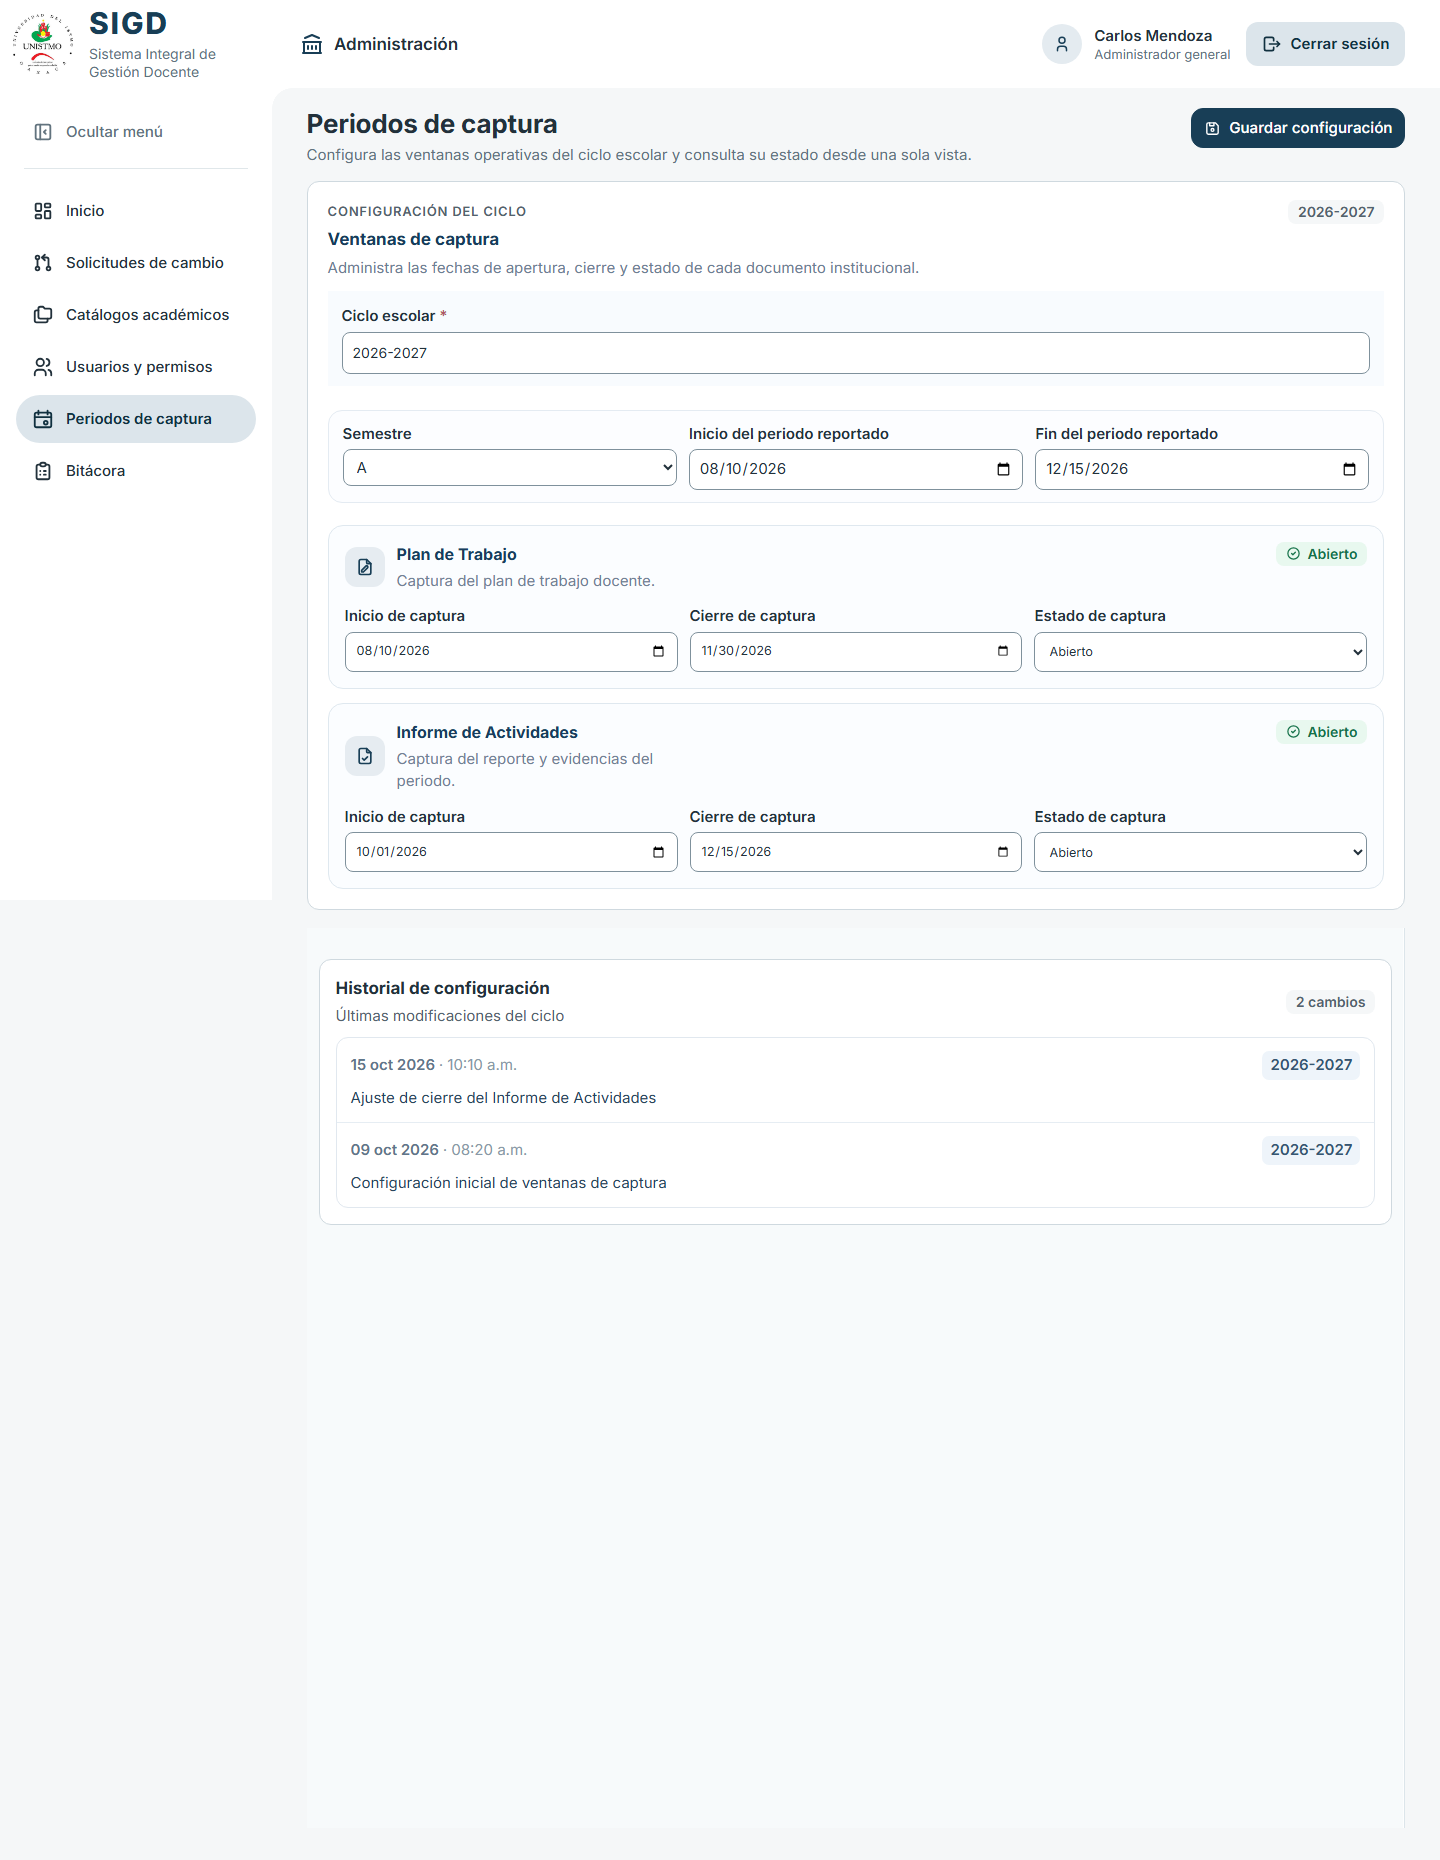 UNISTMO
SIGD
Sistema Integral de
Gestión Docente
Administración
Carlos Mendoza
Administrador general
Cerrar sesión
Ocultar menú
Inicio
Solicitudes de cambio
Catálogos académicos
Usuarios y permisos
Periodos de captura
Bitácora
Periodos de captura
Configura las ventanas operativas del ciclo escolar y consulta su estado desde una sola vista.
Guardar configuración
CONFIGURACIÓN DEL CICLO
2026-2027
Ventanas de captura
Administra las fechas de apertura, cierre y estado de cada documento institucional.
Ciclo escolar *
2026-2027
Semestre
Inicio del periodo reportado
Fin del periodo reportado
A
08/10/2026
12/15/2026
Plan de Trabajo
Abierto
Captura del plan de trabajo docente.
Inicio de captura
Cierre de captura
Estado de captura
08/10/2026
11/30/2026
Abierto
Informe de Actividades
Abierto
Captura del reporte y evidencias del
periodo.
Inicio de captura
Cierre de captura
Estado de captura
10/01/2026
12/15/2026
Abierto
Historial de configuración
Últimas modificaciones del ciclo
2 cambios
15 oct 2026 · 10:10 a.m.
2026-2027
Ajuste de cierre del Informe de Actividades
09 oct 2026 · 08:20 a.m.
2026-2027
Configuración inicial de ventanas de captura